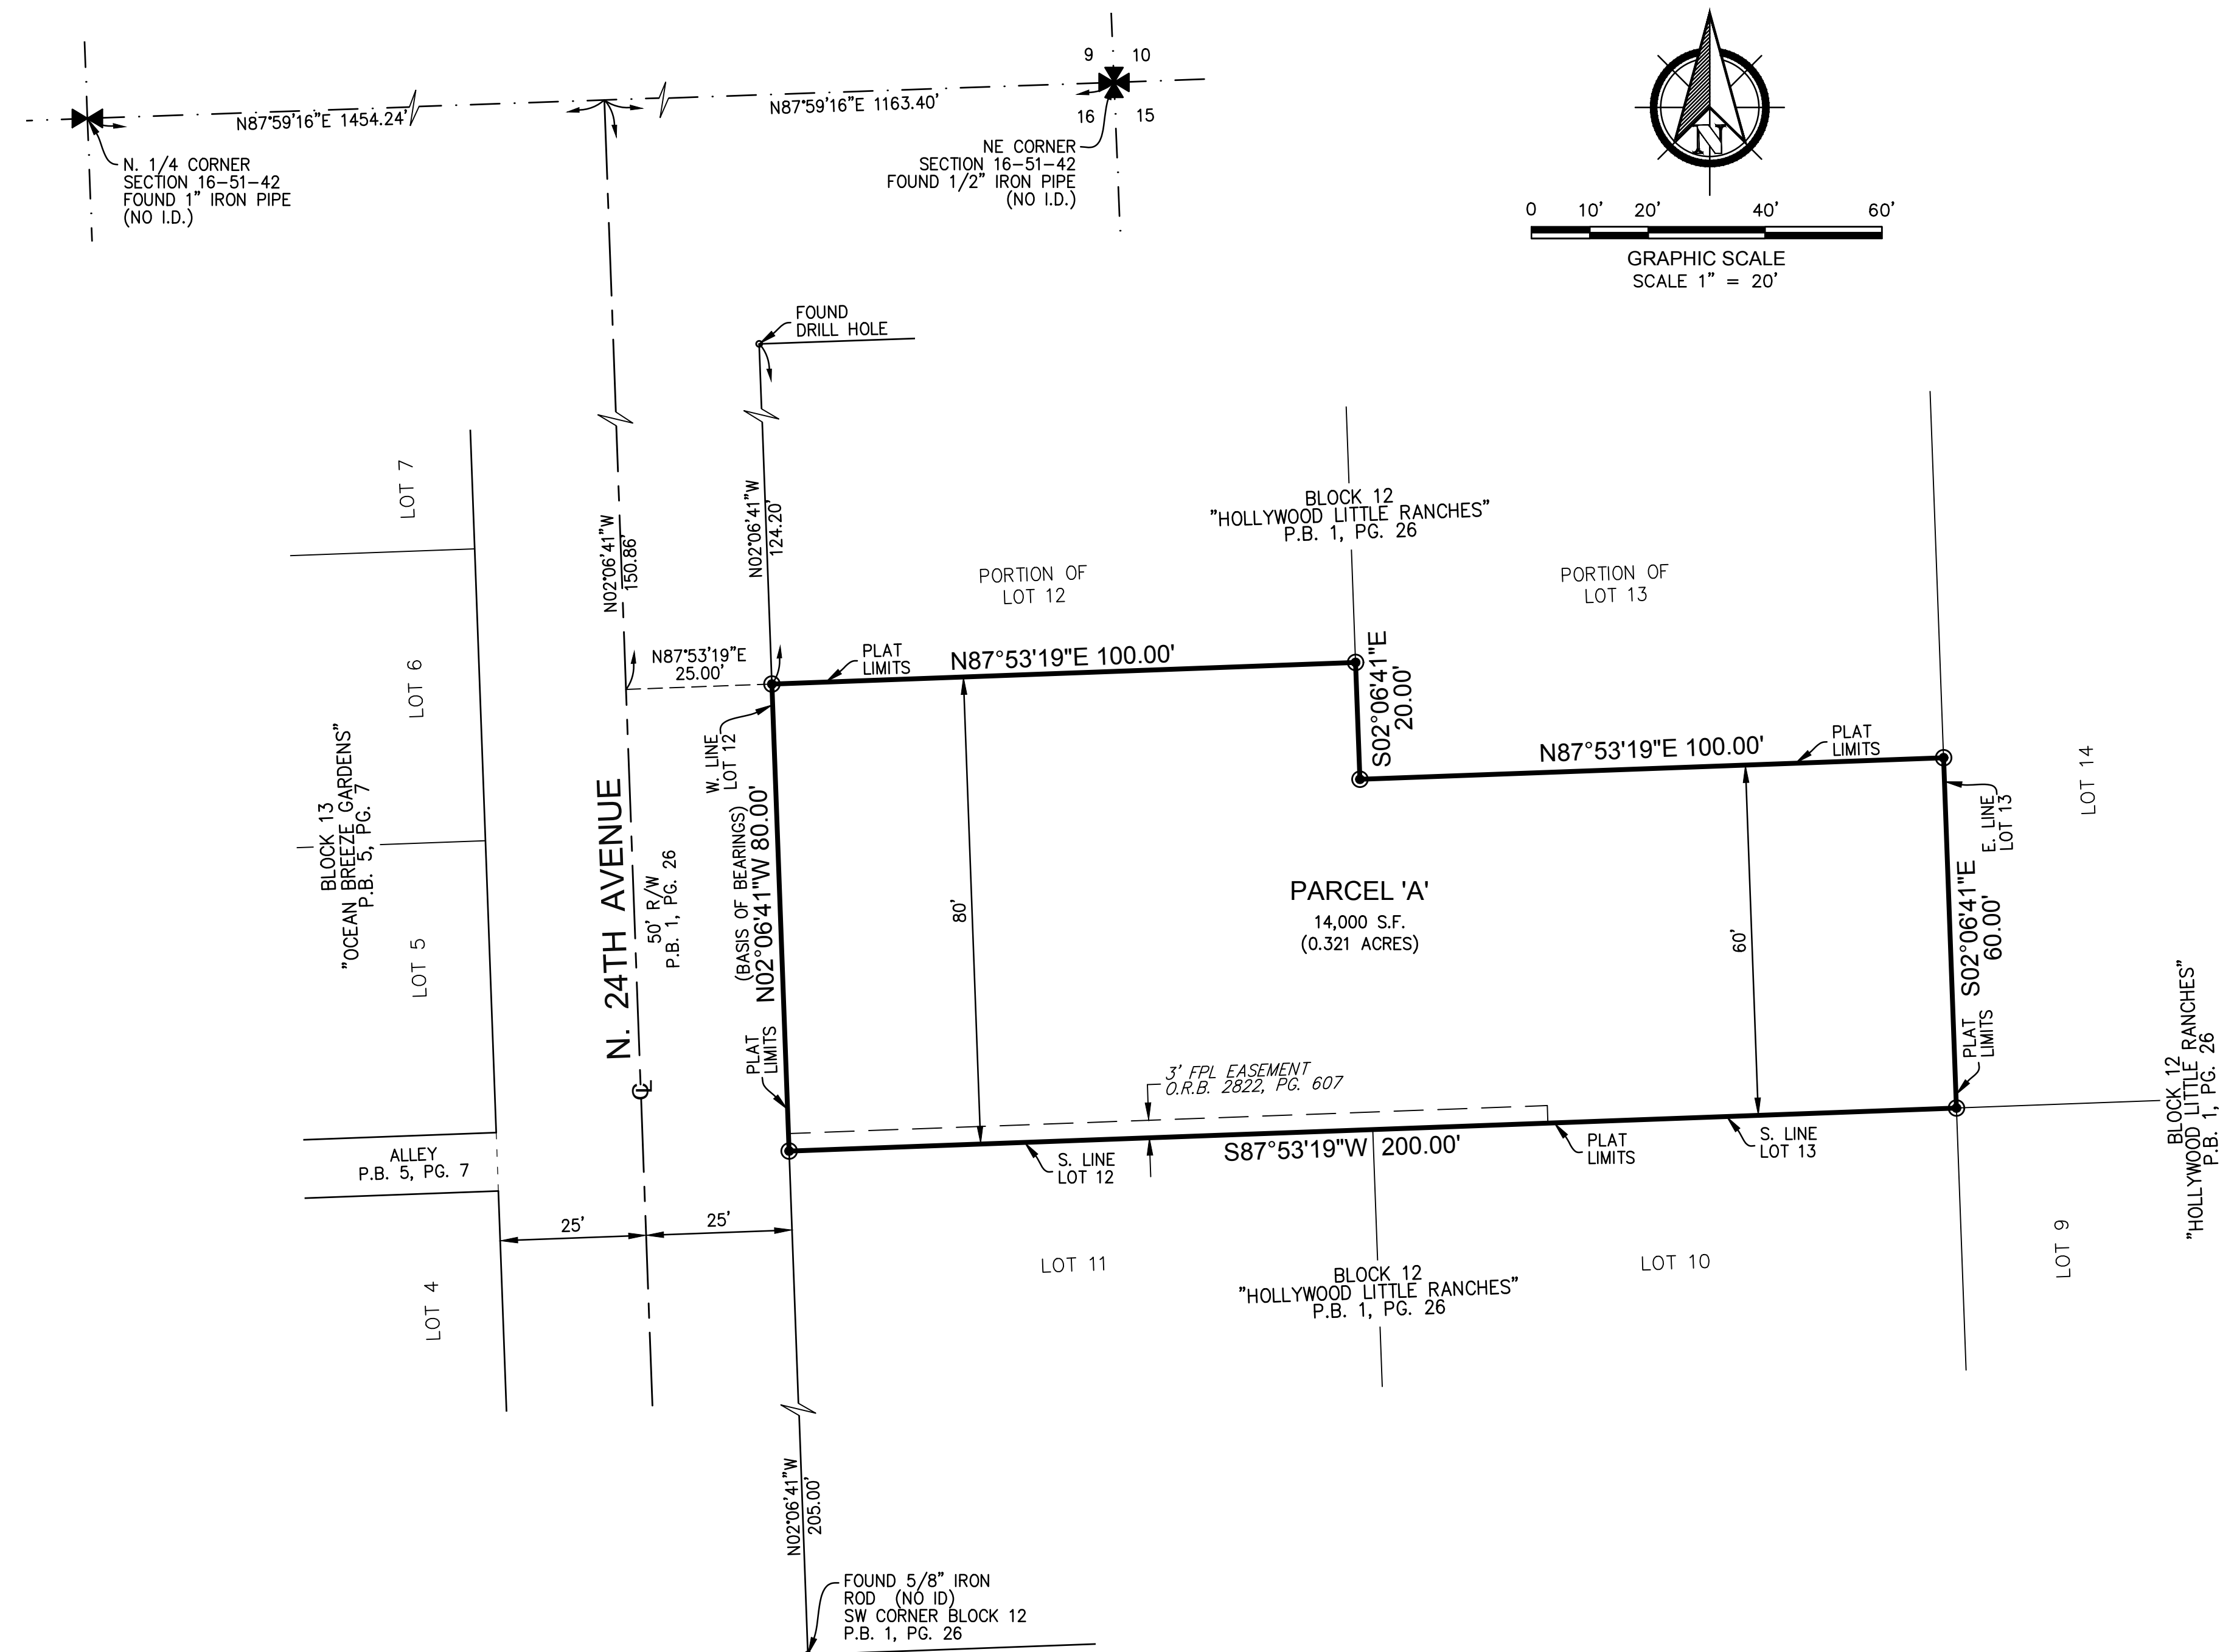 9
10
16
15
N87°59'16"E 1454.24'
N87°59'16"E 1163.40'
N. 1/4 CORNER
SECTION 16-51-42
FOUND 1" IRON PIPE
(NO I.D.)
NE CORNER
SECTION 16-51-42
FOUND 1/2" IRON PIPE
(NO I.D.)
N
0 10' 20' 40' 60'
GRAPHIC SCALE
SCALE 1" = 20'
FOUND
DRILL HOLE
LOT 7
N02°06'41"W
150.86'
N02°06'41"W
124.20'
BLOCK 12
"HOLLYWOOD LITTLE RANCHES"
P.B. 1, PG. 26
PORTION OF
LOT 12
PORTION OF
LOT 13
LOT 6
N87°53'19"E
25.00'
PLAT
LIMITS
N87°53'19"E 100.00'
S02°06'41"E
20.00'
N87°53'19"E 100.00'
PLAT
LIMITS
W. LINE
LOT 12
E. LINE
LOT 13
LOT 14
BLOCK 13
"OCEAN BREEZE GARDENS"
P.B. 5, PG. 7
LOT 5
N. 24TH AVENUE
50' R/W
P.B. 1, PG. 26
(BASIS OF BEARINGS)
N02°06'41"W 80.00'
80'
PARCEL 'A'
14,000 S.F.
(0.321 ACRES)
60'
S02°06'41"E
60.00'
PLAT
LIMITS
PLAT
LIMITS
3' FPL EASEMENT
O.R.B. 2822, PG. 607
CL
ALLEY
P.B. 5, PG. 7
S87°53'19"W 200.00'
S. LINE
LOT 12
PLAT
LIMITS
S. LINE
LOT 13
BLOCK 12
"HOLLYWOOD LITTLE RANCHES"
P.B. 1, PG. 26
25'
25'
LOT 4
LOT 11
BLOCK 12
"HOLLYWOOD LITTLE RANCHES"
P.B. 1, PG. 26
LOT 10
LOT 9
N02°06'41"W
205.00'
FOUND 5/8" IRON
ROD (NO ID)
SW CORNER BLOCK 12
P.B. 1, PG. 26